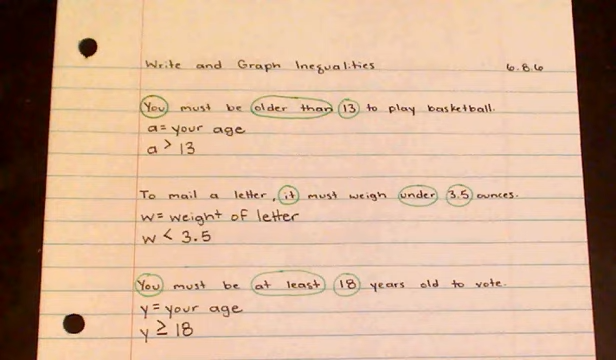 Write and Graph Inequalities 6.8.6
You must be older than 13 to play basketball.
a = your age
a > 13
To mail a letter, it must weigh under 3.5 ounces.
w = weight of letter
w < 3.5
You must be at least 18 years old to vote.
y = your age
y ≥ 18